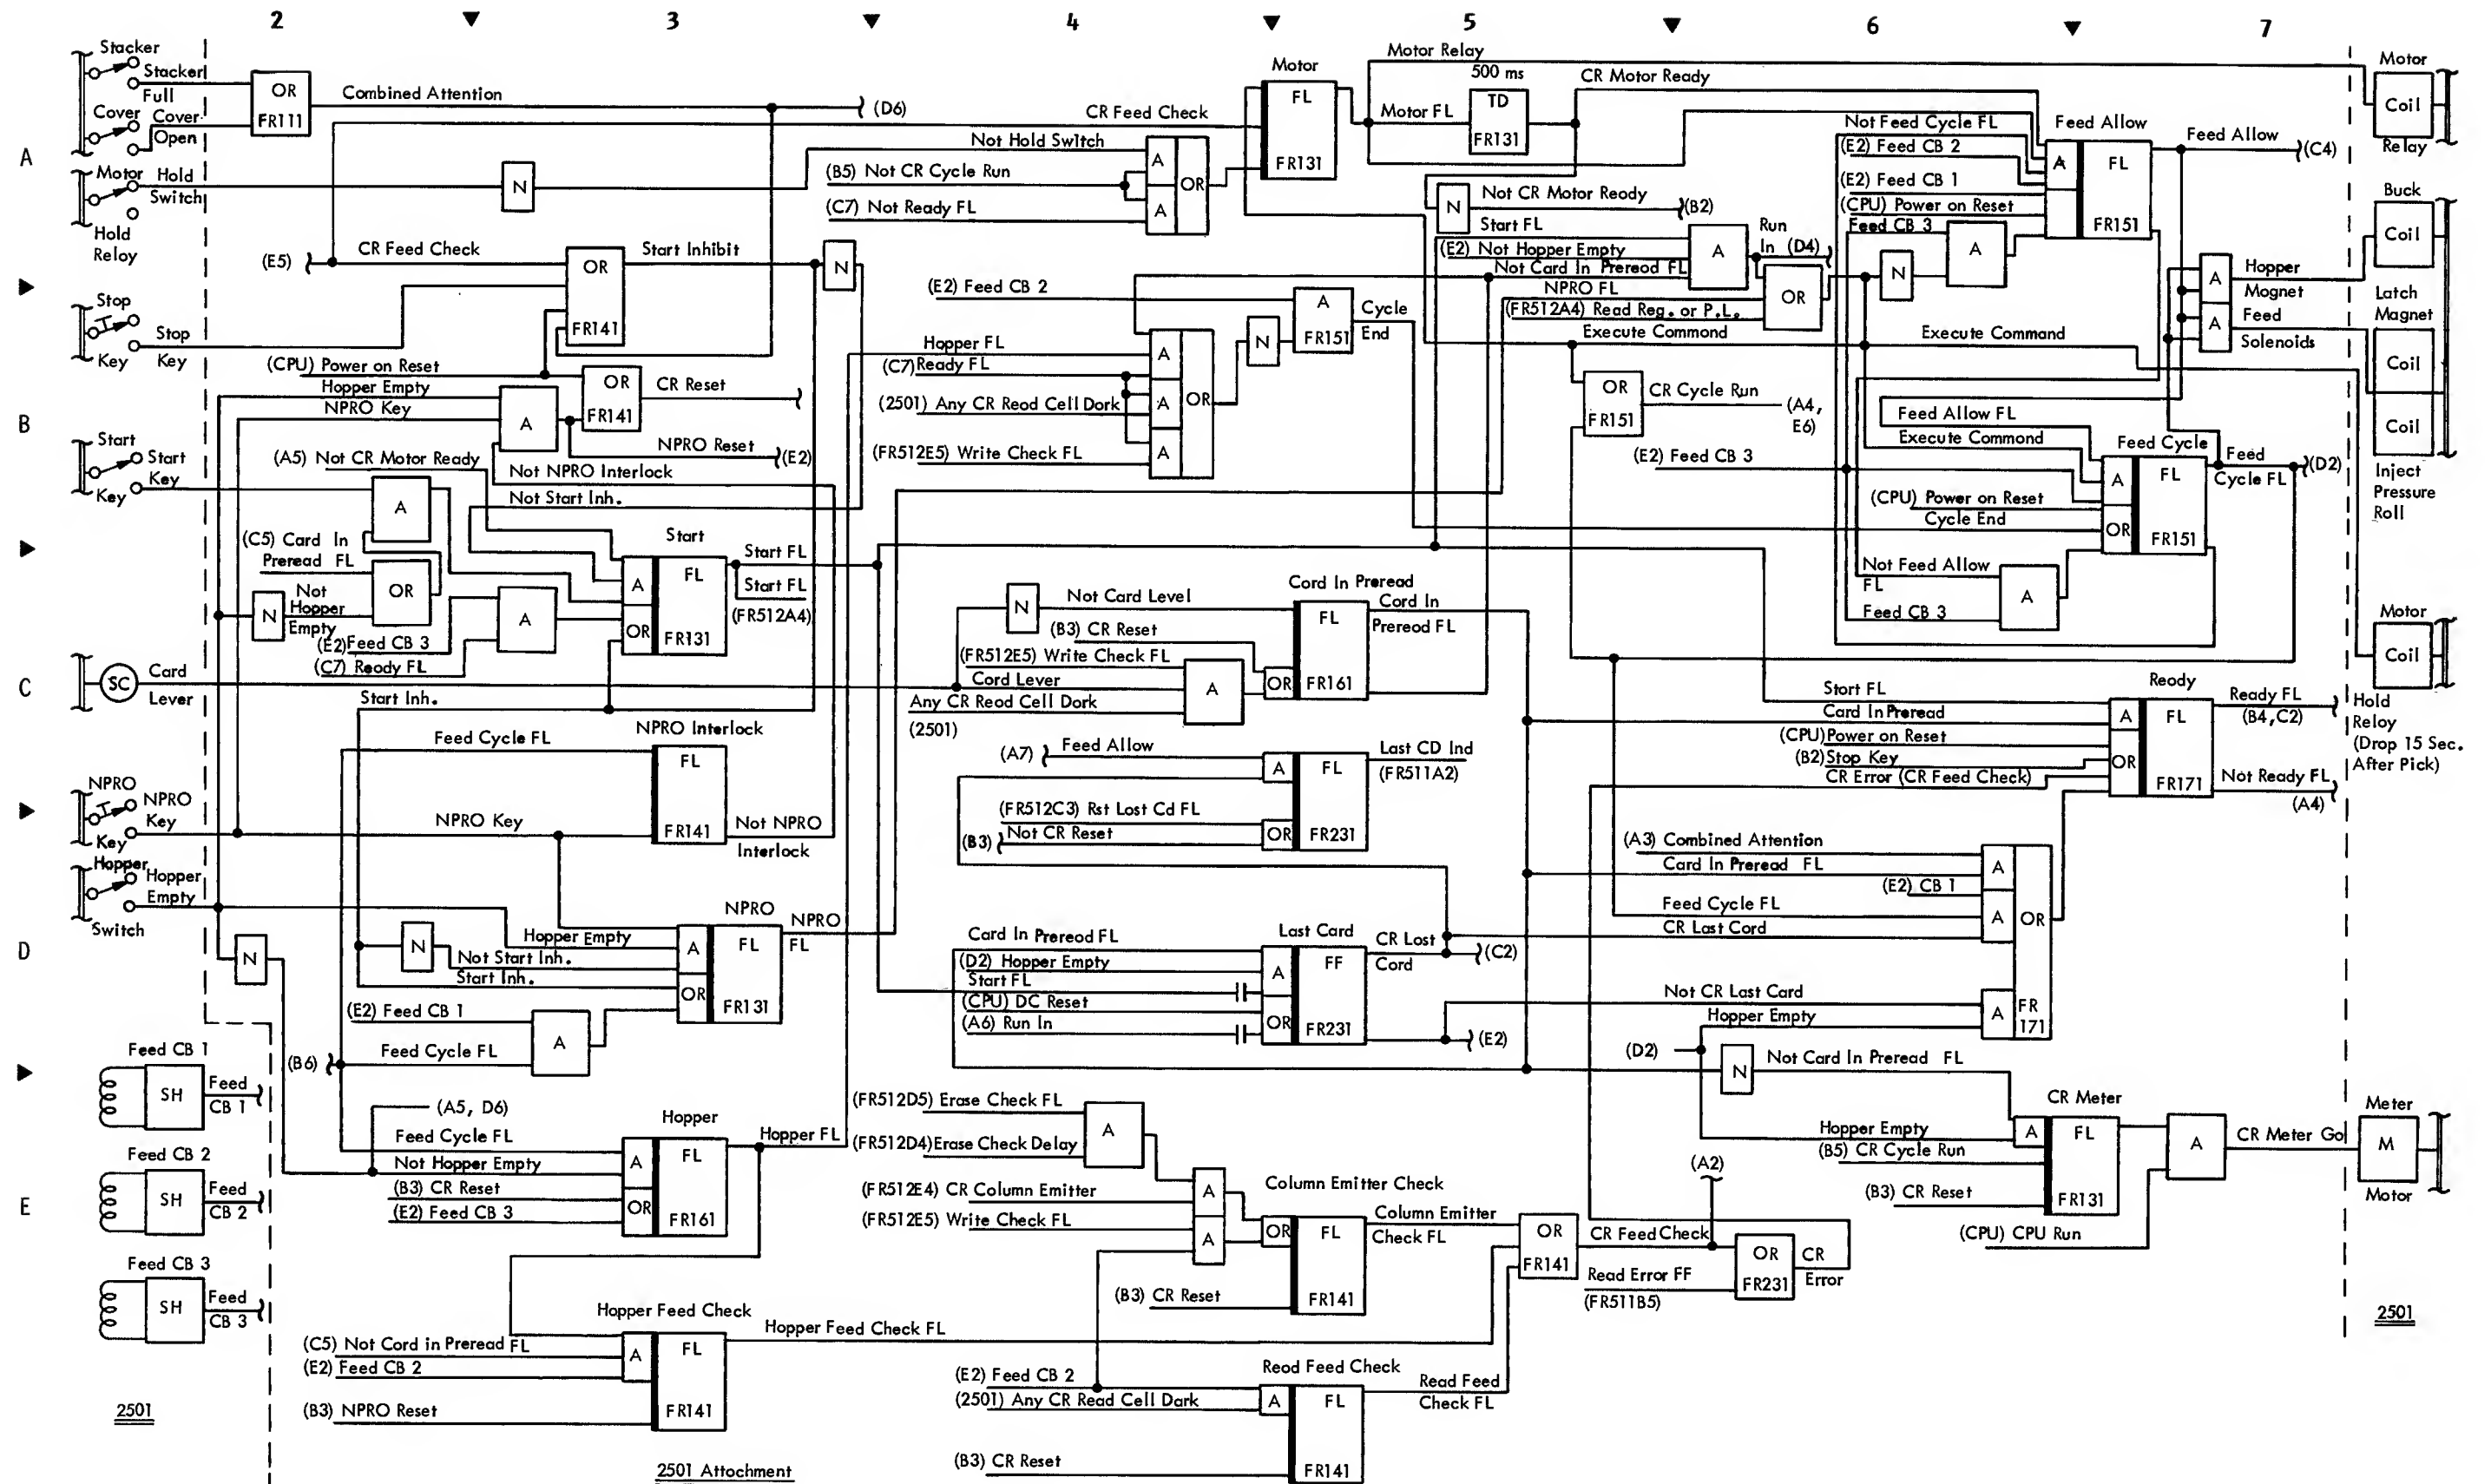 2 3 4 5 6 7
A
B
C
D
E
Stacker
Stacker
Full
Cover Cover
Open
Motor Hold
Switch
Hold
Relay
OR
FR111
Combined Attention
(D6)
N
(E5)
CR Feed Check
OR
FR141
Start Inhibit
N
Stop
Stop
Key Key
(CPU) Power on Reset
Hopper Empty
NPRO Key
A
OR
FR141
CR Reset
NPRO Reset
(E2)
Start
Start
Key
Key
(A5) Not CR Motor Ready
Not NPRO Interlock
Not Start Inh.
A
(C5) Card In
Preread FL
OR
N
Not
Hopper
Empty
(E2)Feed CB 3
(C7) Ready FL
A
Start
A
OR
FL
FR131
Start FL
Start FL
(FR512A4)
SC
Card
Lever
Start Inh.
NPRO Interlock
Feed Cycle FL
FL
FR141
Not NPRO
Interlock
NPRO
NPRO
Key
Key
NPRO Key
Hopper
Hopper
Empty
Switch
N
N
Hopper Empty
Not Start Inh.
Start Inh.
NPRO
A
OR
FL
FR131
NPRO
FL
(E2) Feed CB 1
A
(B6)
Feed Cycle FL
Feed CB 1
SH
Feed
CB 1
Feed CB 2
SH
Feed
CB 2
Feed CB 3
SH
Feed
CB 3
(A5, D6)
Hopper
Feed Cycle FL
Not Hopper Empty
(B3) CR Reset
(E2) Feed CB 3
A
OR
FL
FR161
Hopper FL
Hopper Feed Check
(C5) Not Cord in Preread FL
(E2) Feed CB 2
A
FL
FR141
Hopper Feed Check FL
(B3) NPRO Reset
2501
2501 Attochment
CR Feed Check
Motor
FL
FR131
Not Hold Switch
(B5) Not CR Cycle Run
(C7) Not Ready FL
A
A
OR
Motor Relay
500 ms
Motor FL
TD
FR131
CR Motor Ready
N
Not CR Motor Ready
(B2)
Start FL
(E2) Not Hopper Empty
Not Card In Preread FL
A
Run
In (D4)
NPRO FL
(FR512A4) Read Reg. or P.L.
OR
Execute Command
(E2) Feed CB 2
N
A
FR151
Cycle
End
Hopper FL
(C7)Ready FL
(2501) Any CR Reod Cell Dork
(FR512E5) Write Check FL
A
A
A
OR
OR
FR151
CR Cycle Run
(A4,
E6)
Not Feed Cycle FL
(E2) Feed CB 2
(E2) Feed CB 1
(CPU) Power on Reset
Feed CB 3
Feed Allow
A
FL
FR151
Feed Allow
(C4)
N
A
A
A
Hopper
Mognet
Feed
Solenoids
Execute Command
Feed Allow FL
Execute Command
(E2) Feed CB 3
(CPU) Power on Reset
Cycle End
Feed Cycle
A
OR
FL
FR151
Feed
Cycle FL
(D2)
Not Feed Allow
FL
A
Feed CB 3
Motor
Coil
Relay
Buck
Coil
Latch
Magnet
Coil
Coil
Inject
Pressure
Roll
Motor
Coil
Hold
Reloy
(Drop 15 Sec.
After Pick)
N
Not Card Level
(B3) CR Reset
(FR512E5) Write Check FL
Cord Lever
Any CR Reod Cell Dork
(2501)
A
OR
Cord In Preread
FL
FR161
Cord In
Prereod FL
(A7)
Feed Allow
A
OR
FL
FR231
Last CD Ind
(FR511A2)
(FR512C3) Rst Lost Cd FL
(B3) Not CR Reset
Card In Prereod FL
(D2) Hopper Empty
Start FL
(CPU) DC Reset
(A6) Run In
Last Card
A
OR
FF
FR231
CR Lost
Cord
(C2)
(E2)
Stort FL
Card In Preread
(CPU)Power on Reset
(B2)Stop Key
CR Error (CR Feed Check)
Ready
A
OR
FL
FR171
Ready FL
(B4,C2)
Not Ready FL
(A4)
(A3) Combined Attention
Card In Preread FL
(E2) CB 1
Feed Cycle FL
CR Last Cord
Not CR Last Card
Hopper Empty
A
A
A
OR
FR
171
(D2)
N
Not Card In Preread FL
CR Meter
Hopper Empty
(B5) CR Cycle Run
(B3) CR Reset
(CPU) CPU Run
A
FL
FR131
A
CR Meter Go
Meter
M
Motor
(FR512D5) Erase Check FL
(FR512D4)Erase Check Delay
A
(FR512E4) CR Column Emitter
(FR512E5) Write Check FL
A
A
Column Emitter Check
OR
FL
FR141
(B3) CR Reset
Column Emitter
Check FL
OR
FR141
(A2)
CR Feed Check
OR
FR231
CR
Error
Read Error FF
(FR511B5)
Reod Feed Check
(E2) Feed CB 2
(2501) Any CR Read Cell Dark
A
FL
FR141
Read Feed
Check FL
(B3) CR Reset
2501